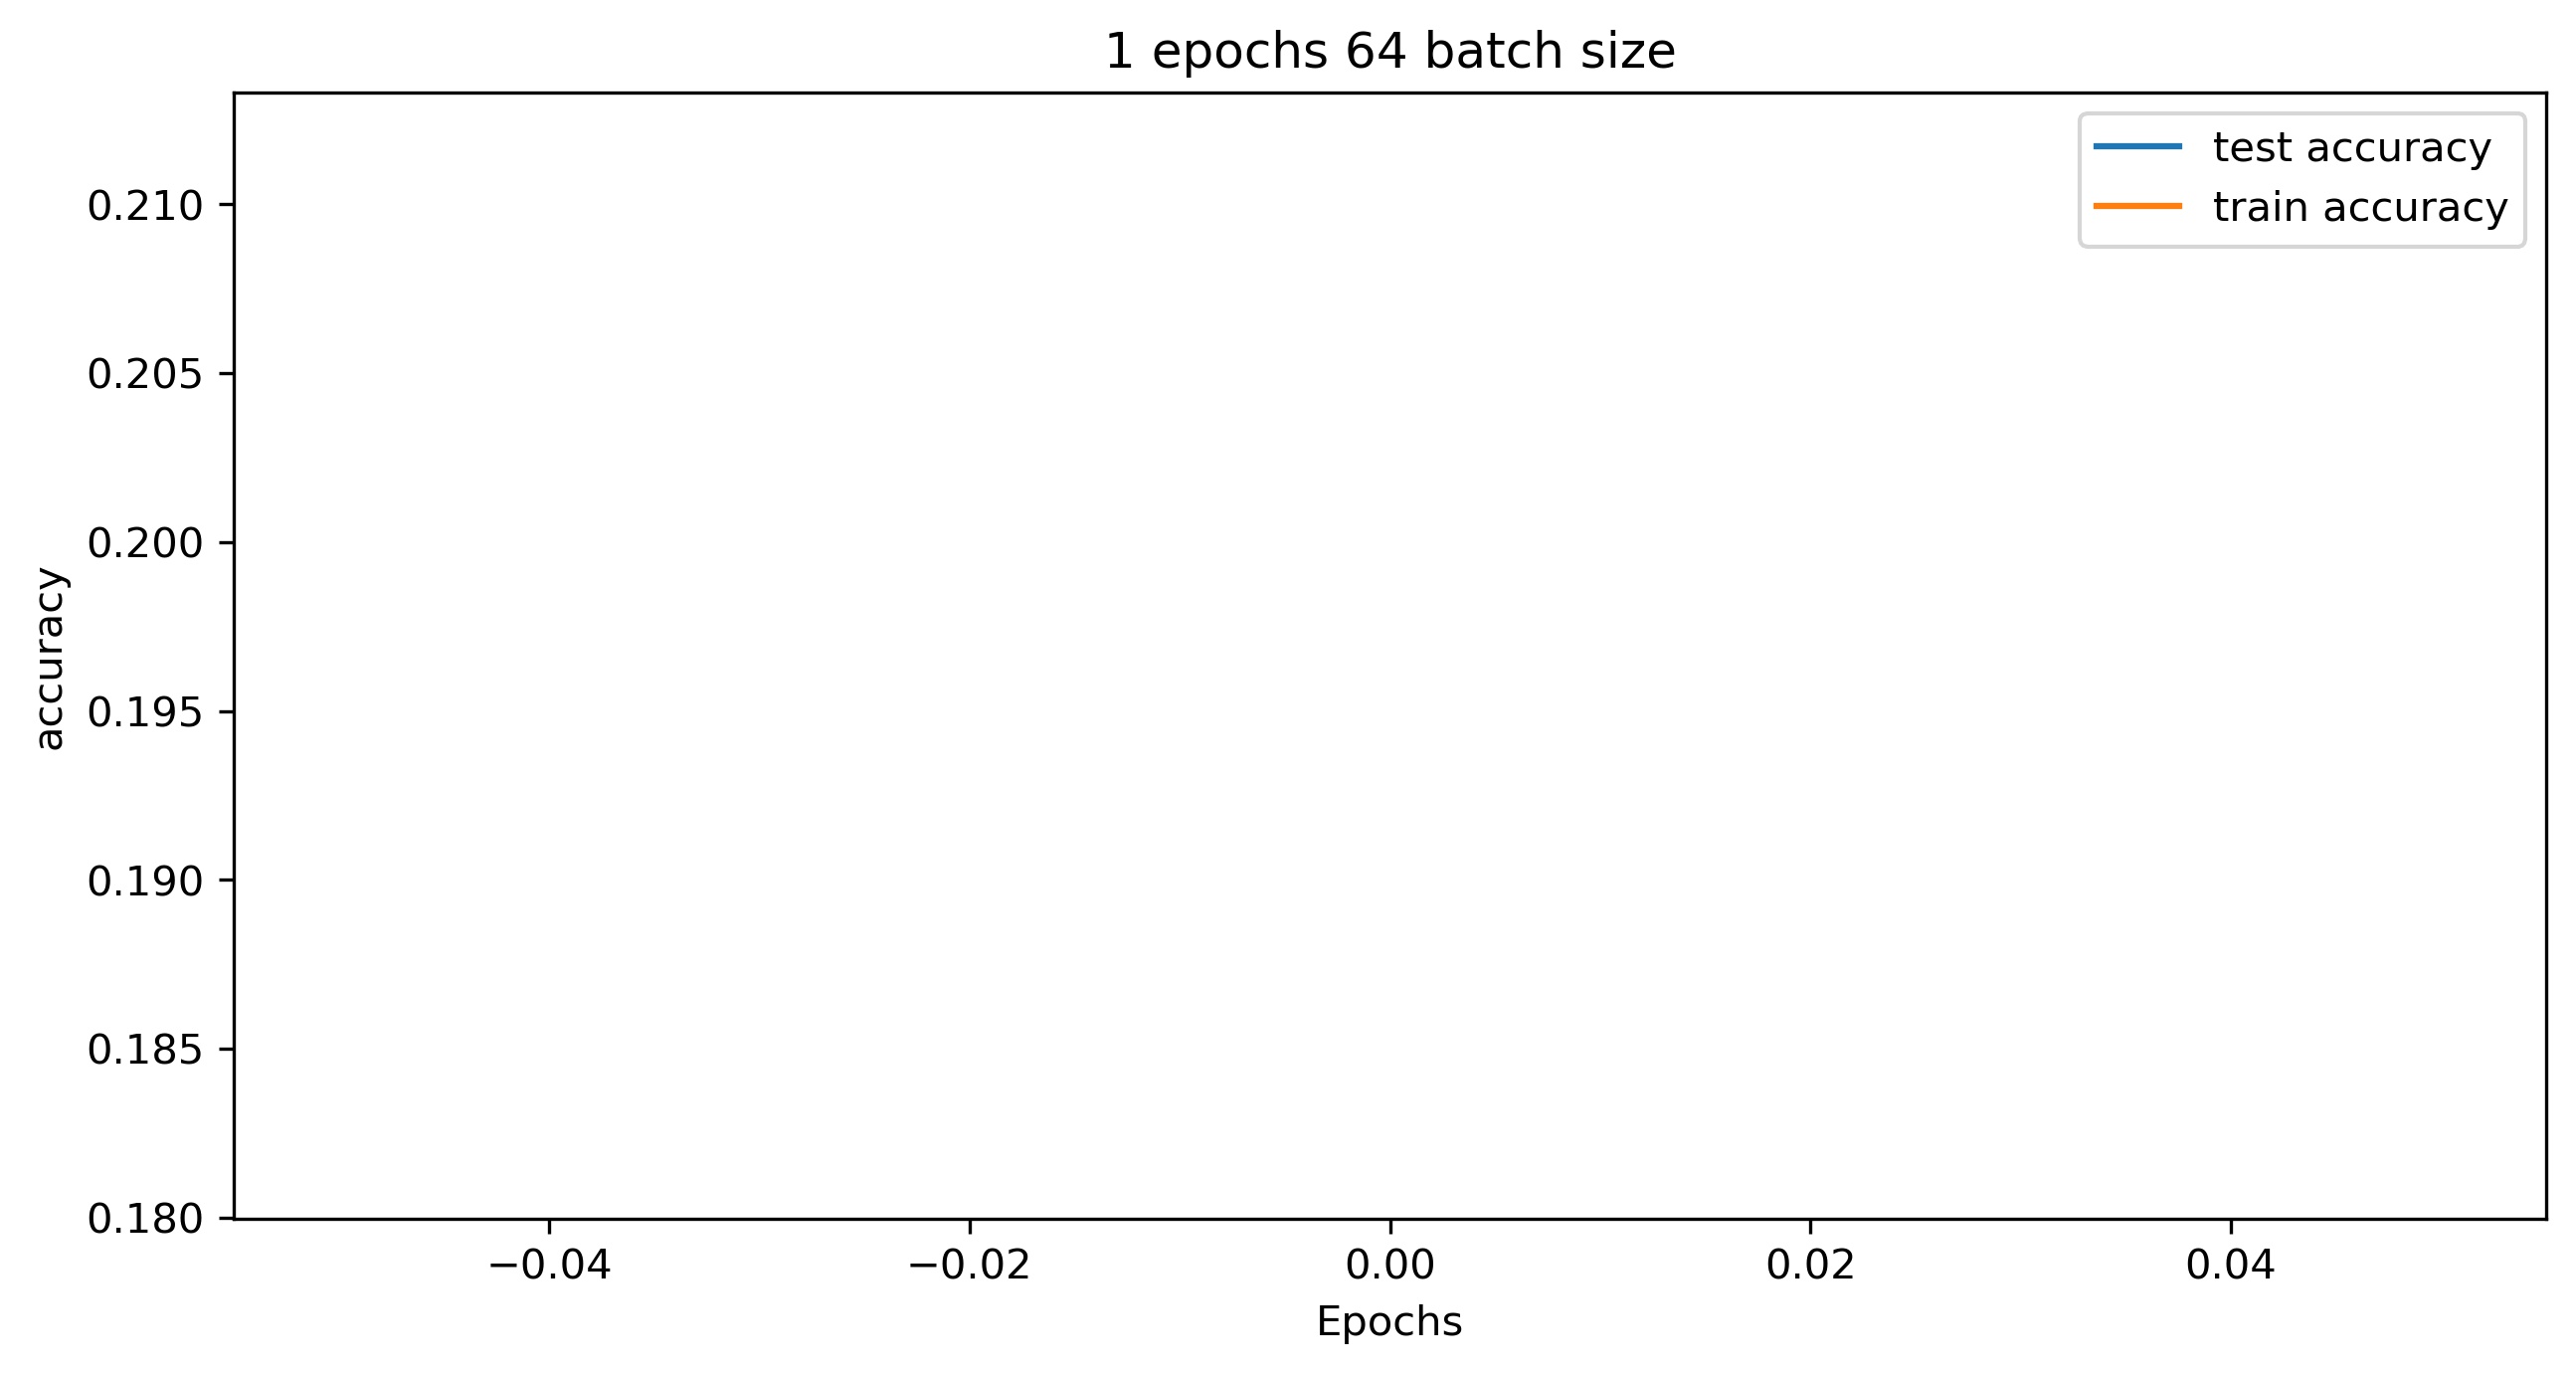 1 epochs 64 batch size
test accuracy
train accuracy
0.210
0.205
0.200
0.195
0.190
0.185
0.180
accuracy
−0.04 −0.02 0.00 0.02 0.04
Epochs